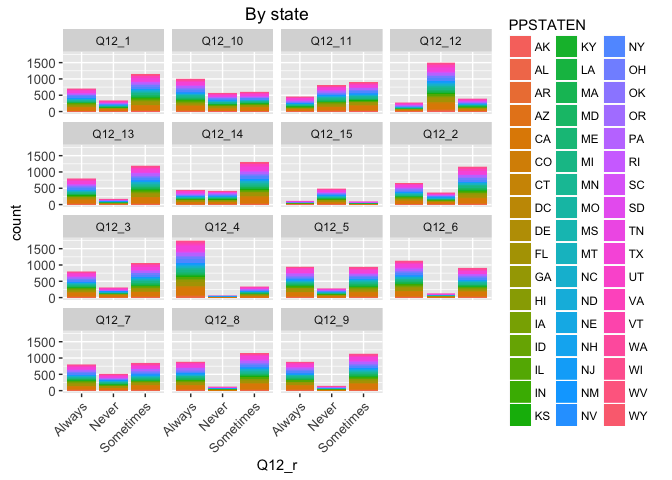 By state
Q12_1 Q12_10 Q12_11 Q12_12
1500
1000
500
0
Q12_13 Q12_14 Q12_15 Q12_2
1500
1000
500
0
Q12_3 Q12_4 Q12_5 Q12_6
1500
1000
500
0
Q12_7 Q12_8 Q12_9
1500
1000
500
0
count
Always Never Sometimes Always Never Sometimes Always Never Sometimes
Q12_r
PPSTATEN
AK KY NY
AL LA OH
AR MA OK
AZ MD OR
CA ME PA
CO MI RI
CT MN SC
DC MO SD
DE MS TN
FL MT TX
GA NC UT
HI ND VA
IA NE VT
ID NH WA
IL NJ WI
IN NM WV
KS NV WY